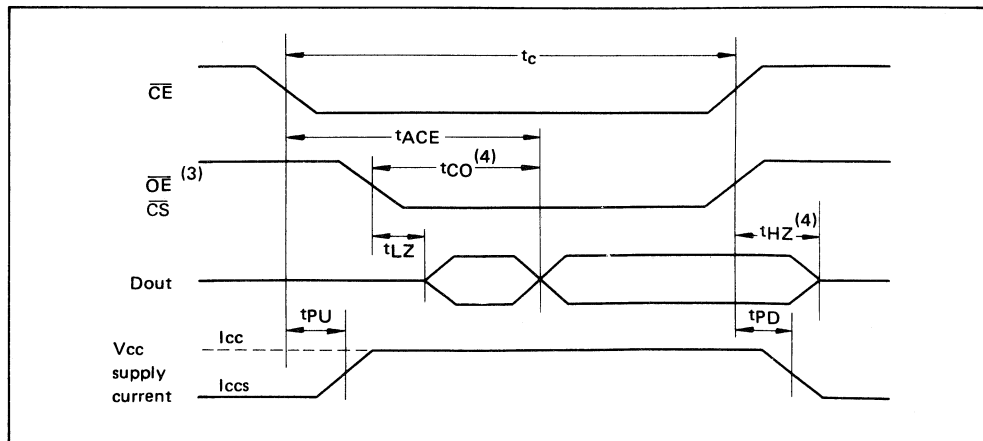 tc
CE
tACE
tCO (4)
OE (3)
CS
tHZ (4)
tLZ
Dout
tPU
tPD
Icc
Vcc
supply
Iccs
current